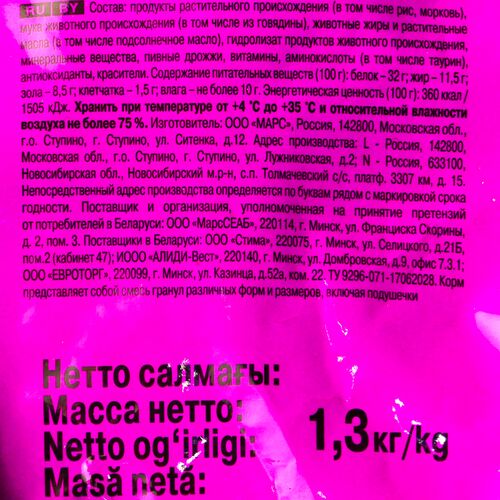 RU BY Состав: продукты растительного происхождения (в том числе рис, морковь),
мука животного происхождения (в том числе из говядины), животные жиры и растительные
масла (в том числе подсолнечное масло), гидролизат продуктов животного происхождения,
минеральные вещества, пивные дрожжи, витамины, аминокислоты (в том числе таурин),
антиоксиданты, красители. Содержание питательных веществ (100 г): белок – 32 г; жир – 11,5 г;
зола – 8,5 г; клетчатка – 1,5 г; влага – не более 10 г. Энергетическая ценность (100 г): 360 ккал /
1505 кДж. Хранить при температуре от +4 °C до +35 °C и относительной влажности
воздуха не более 75 %. Изготовитель: ООО «МАРС», Россия, 142800, Московская обл.,
г.о. Ступино, г. Ступино, ул. Ситенка, д.12. Адрес производства: L - Россия, 142800,
Московская обл., г.о. Ступино, г. Ступино, ул. Лужниковская, д.2; N - Россия, 633100,
Новосибирская обл., Новосибирский м.р-н, с.п. Толмачевский с/с, платф. 3307 км, д. 15.
Непосредственный адрес производства определяется по буквам рядом с маркировкой срока
годности. Поставщик и организация, уполномоченная на принятие претензий
от потребителей в Беларуси: ООО «МарсСЕАБ», 220114, г. Минск, ул. Франциска Скорины,
д. 2, пом. 3. Поставщики в Беларуси: ООО «Стима», 220075, г. Минск, ул. Селицкого, д.21Б,
пом.2 (кабинет 47); ИООО «АЛИДИ-Вест», 220140, г. Минск, ул. Домбровская, д.9, офис 7.3.1;
ООО «ЕВРОТОРГ», 220099, г. Минск, ул. Казинца, д.52а, ком. 22. ТУ 9296-071-17062028. Корм
представляет собой смесь гранул различных форм и размеров, включая подушечки
Нетто салмағы:
Масса нетто:
Netto og‘irligi:
Masă netă:
1,3 кг/kg